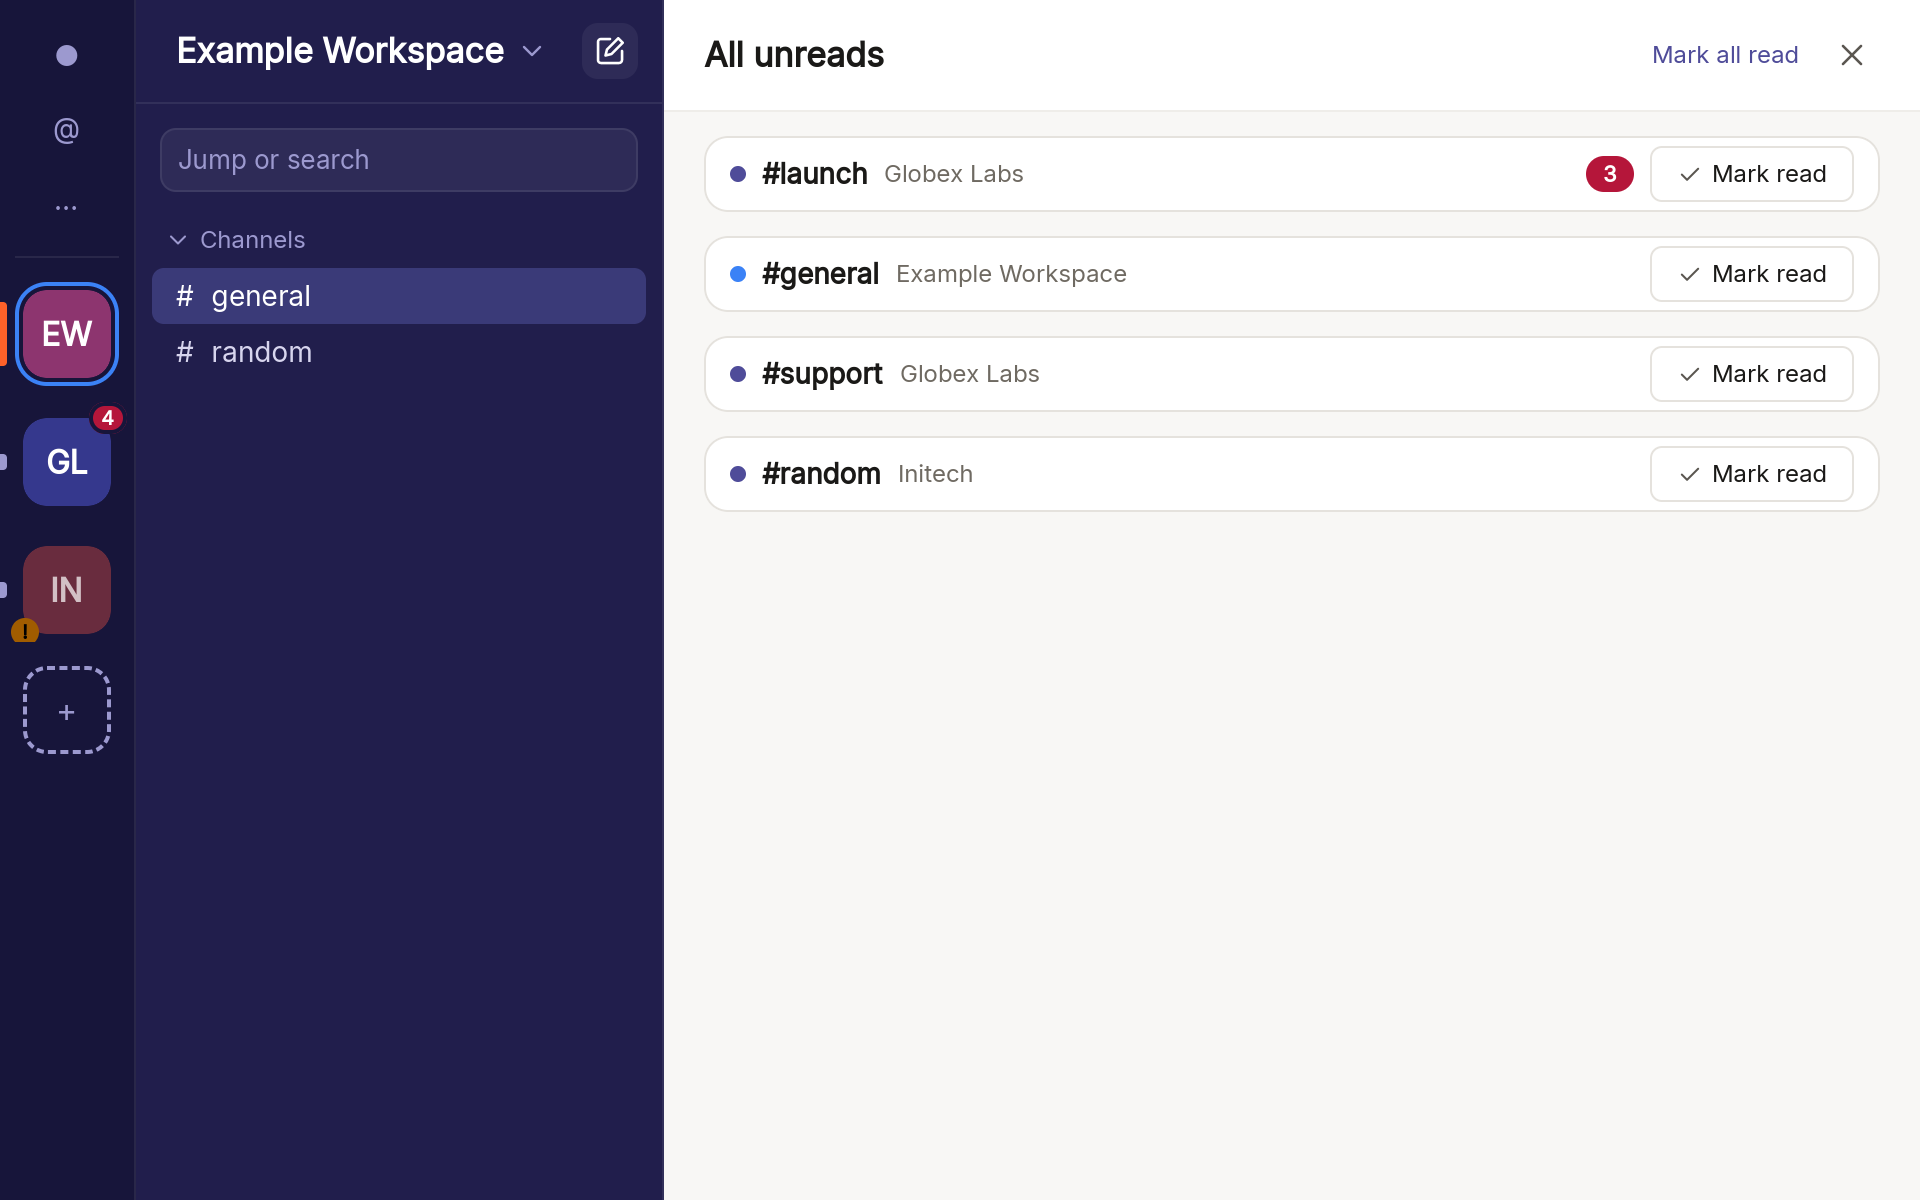 @
...
EW
4
GL
IN
!
+
Example Workspace
Jump or search
Channels
# general
# random
All unreads
Mark all read
#launch Globex Labs 3 Mark read
#general Example Workspace Mark read
#support Globex Labs Mark read
#random Initech Mark read